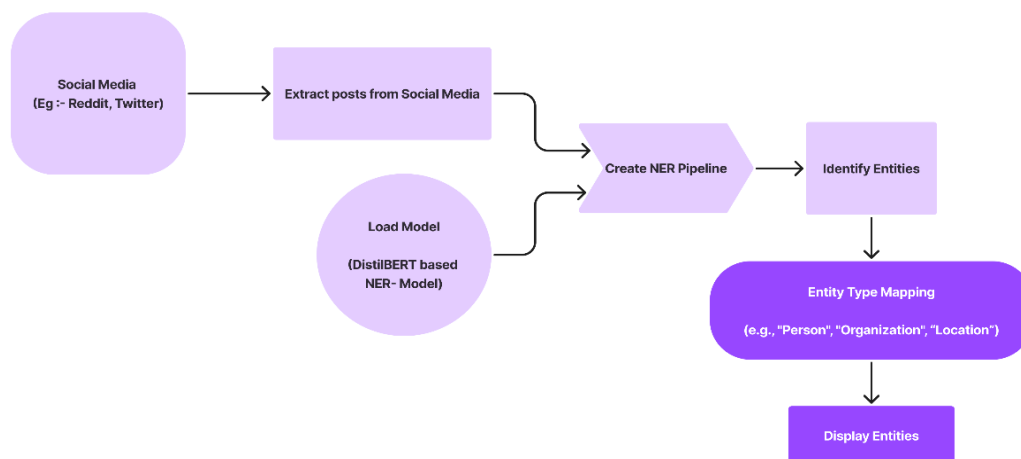 Social Media
(Eg :- Reddit, Twitter)
Extract posts from Social Media
Create NER Pipeline
Identify Entities
Load Model
(DistilBERT based
NER- Model)
Entity Type Mapping
(e.g., "Person", "Organization", “Location”)
Display Entities